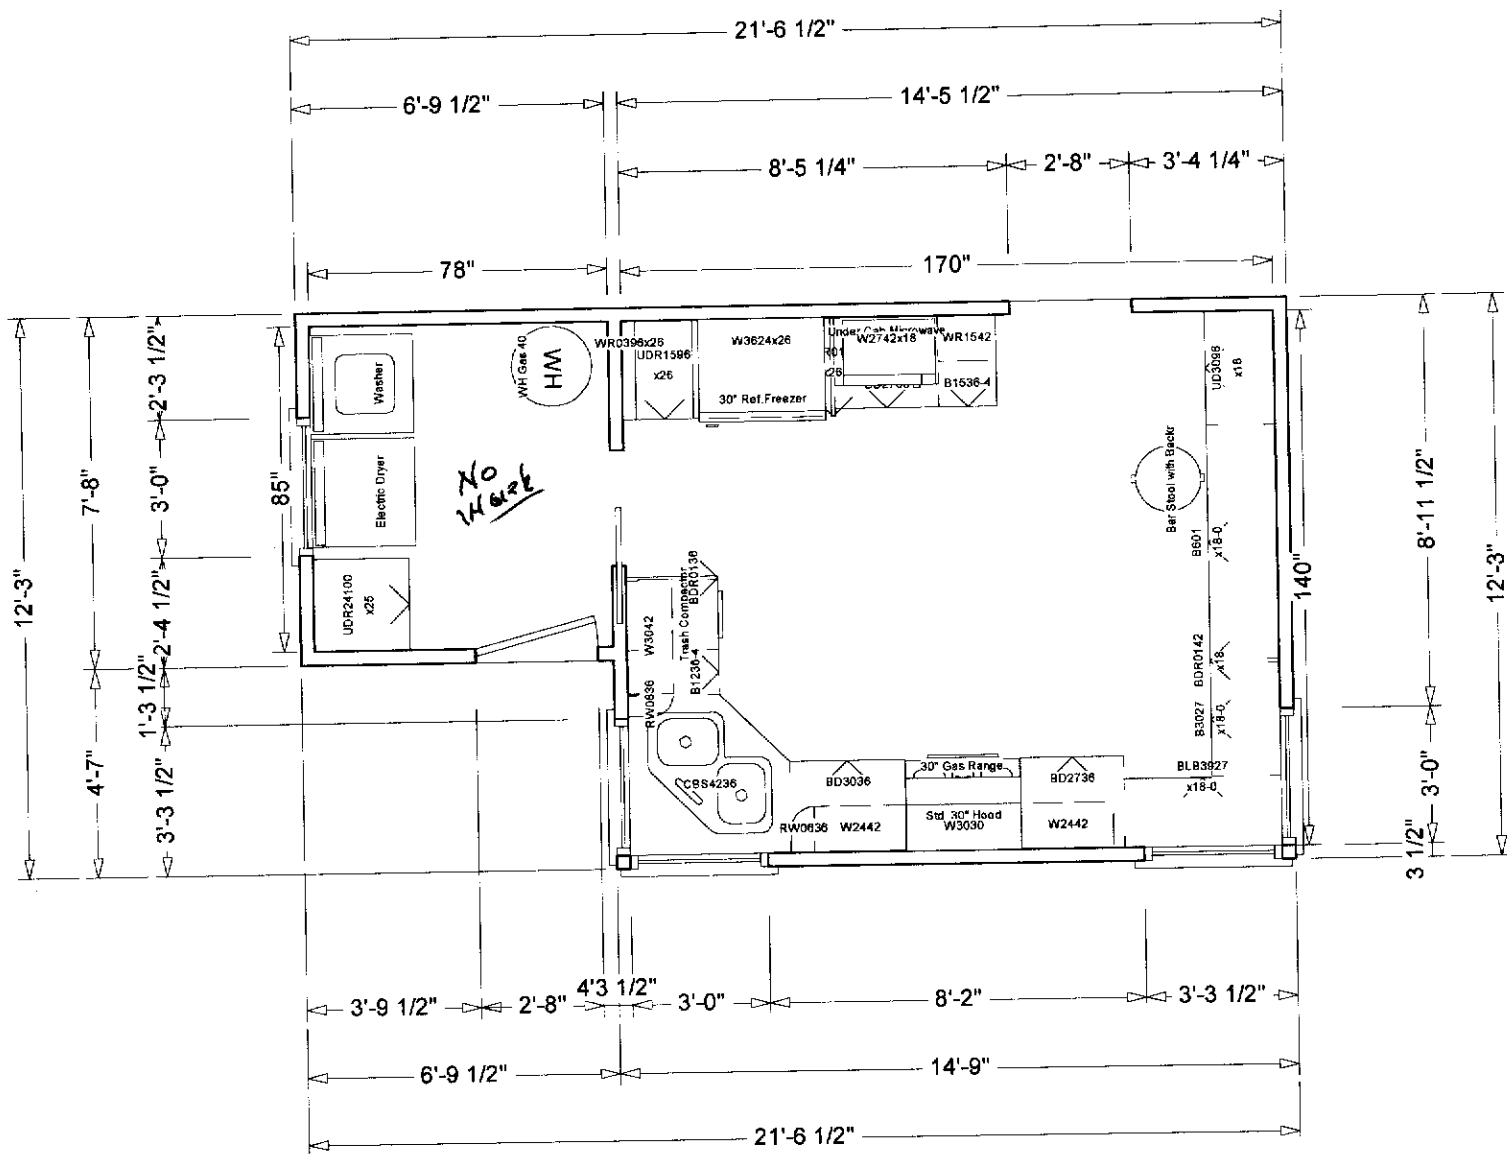 21'-6 1/2"
6'-9 1/2"
14'-5 1/2"
8'-5 1/4"
2'-8"
3'-4 1/4"
78"
170"
12'-3"
7'-8"
4'-7"
2'-3 1/2"
3'-0"
2'-4 1/2"
1'-3 1/2"
3'-3 1/2"
85"
Washer
Electric Dryer
UDR24100
x25
WH Gas 40
WH
No
WR0396x26
UDR1596
x26
W3624x26
30" Ref.Freezer
Under Cab Microwave
W2742x18
WR1542
B1536-4
UD3096
x18
Bar Stool with Backr
B601
x18-0
BDR0142
x18
B3027
x18-0
BLB3927
x18-0
W3042
Trash Compactor
BDR0136
B1236-4
RW0636
CBS4236
BD3036
30" Gas Range
BD2736
RW0636
W2442
Std. 30" Hood
W3030
W2442
140"
8'-11 1/2"
3'-0"
3 1/2"
12'-3"
3'-9 1/2"
2'-8"
4'3 1/2"
3'-0"
8'-2"
3'-3 1/2"
6'-9 1/2"
14'-9"
21'-6 1/2"